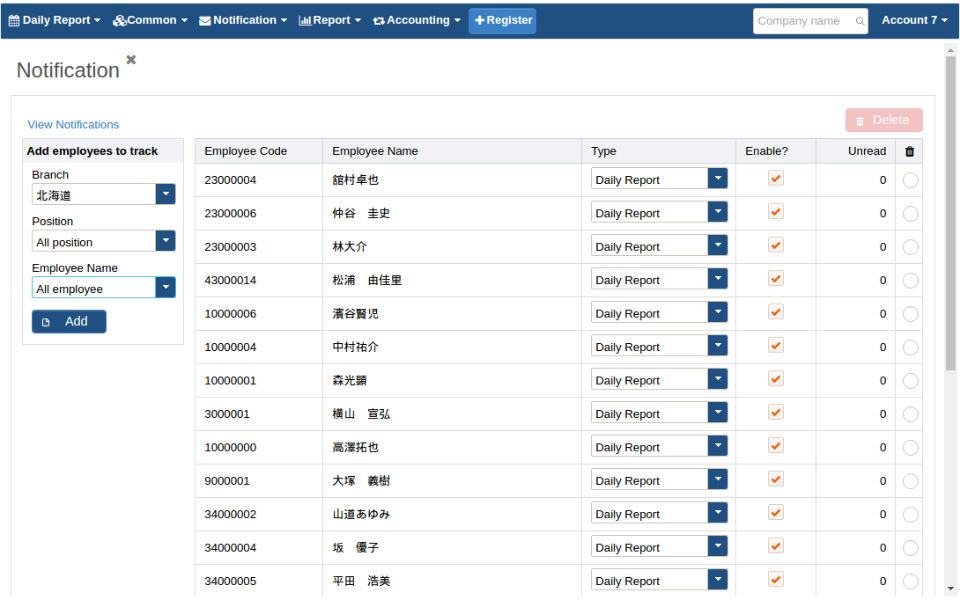 Daily Report Common Notification Report Accounting Register Company name Account 7
Notification
View Notifications
Delete
Add employees to track
Branch
北海道
Position
All position
Employee Name
All employee
Add
Employee Code Employee Name Type Enable? Unread
23000004 舘村卓也 Daily Report 0
23000006 仲谷　圭史 Daily Report 0
23000003 林大介 Daily Report 0
43000014 松浦　由佳里 Daily Report 0
10000006 濱谷賢児 Daily Report 0
10000004 中村祐介 Daily Report 0
10000001 森光顕 Daily Report 0
3000001 横山　宣弘 Daily Report 0
10000000 高澤拓也 Daily Report 0
9000001 大塚　義樹 Daily Report 0
34000002 山道あゆみ Daily Report 0
34000004 坂　優子 Daily Report 0
34000005 平田　浩美 Daily Report 0